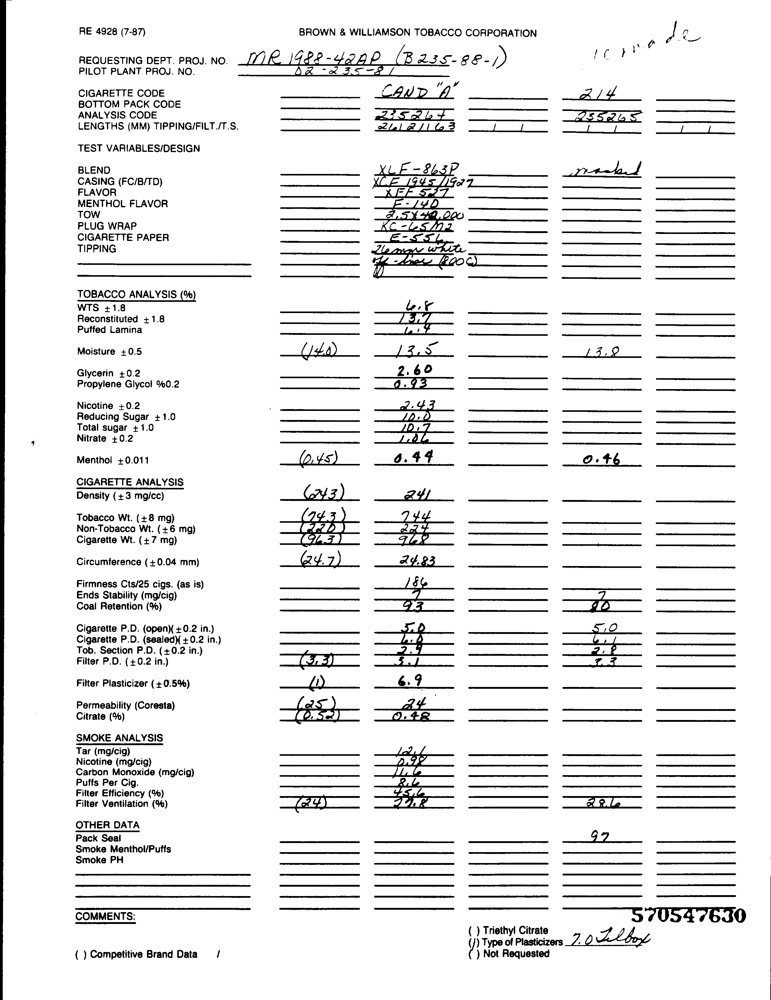 RE 4928 (7-87) BROWN & WILLIAMSON TOBACCO CORPORATION
REQUESTING DEPT. PROJ. NO. MR 1988-42AP (B235-88-1)
PILOT PLANT PROJ. NO. 02-235-81
CIGARETTE CODE CAND "A" 214
BOTTOM PACK CODE
ANALYSIS CODE 235264 235265
LENGTHS (MM) TIPPING/FILT./T.S. 26/21/63 / / / / / /
TEST VARIABLES/DESIGN
BLEND XLF-863P
CASING (FC/B/TD) XCF 1945/1927
FLAVOR XFF 527
MENTHOL FLAVOR F-140
TOW 2.5X48,000
PLUG WRAP KC-65/M2
CIGARETTE PAPER E-556
TIPPING 26mm white
off-line (800C)
TOBACCO ANALYSIS (%)
WTS ±1.8 6.8
Reconstituted ±1.8 13.7
Puffed Lamina 6.4
Moisture ±0.5 (14.0) 13.5 13.8
Glycerin ±0.2 2.60
Propylene Glycol %0.2 0.93
Nicotine ±0.2 2.43
Reducing Sugar ±1.0 10.0
Total sugar ±1.0 10.7
Nitrate ±0.2 1.06
Menthol ±0.011 (0.45) 0.44 0.46
CIGARETTE ANALYSIS
Density (±3 mg/cc) (243) 241
Tobacco Wt. (±8 mg) (743) 744
Non-Tobacco Wt. (±6 mg) (220) 224
Cigarette Wt. (±7 mg) (963) 968
Circumference (±0.04 mm) (24.7) 24.83
Firmness Cts/25 cigs. (as is) 186
Ends Stability (mg/cig) 7 7
Coal Retention (%) 93 80
Cigarette P.D. (open)(±0.2 in.) 5.0 5.0
Cigarette P.D. (sealed)(±0.2 in.) 6.0 6.1
Tob. Section P.D. (±0.2 in.) 2.9 2.8
Filter P.D. (±0.2 in.) (3.3) 3.1 3.3
Filter Plasticizer (±0.5%) (1) 6.9
Permeability (Coresta) (25) 24
Citrate (%) (0.52) 0.48
SMOKE ANALYSIS
Tar (mg/cig) 12.1
Nicotine (mg/cig) 0.98
Carbon Monoxide (mg/cig) 11.6
Puffs Per Cig. 8.6
Filter Efficiency (%) 45.6
Filter Ventilation (%) (24) 27.8 28.6
OTHER DATA
Pack Seal 97
Smoke Menthol/Puffs
Smoke PH
COMMENTS: 570547630
( ) Triethyl Citrate
(/) Type of Plasticizers 7.0
( ) Competitive Brand Data / ( ) Not Requested